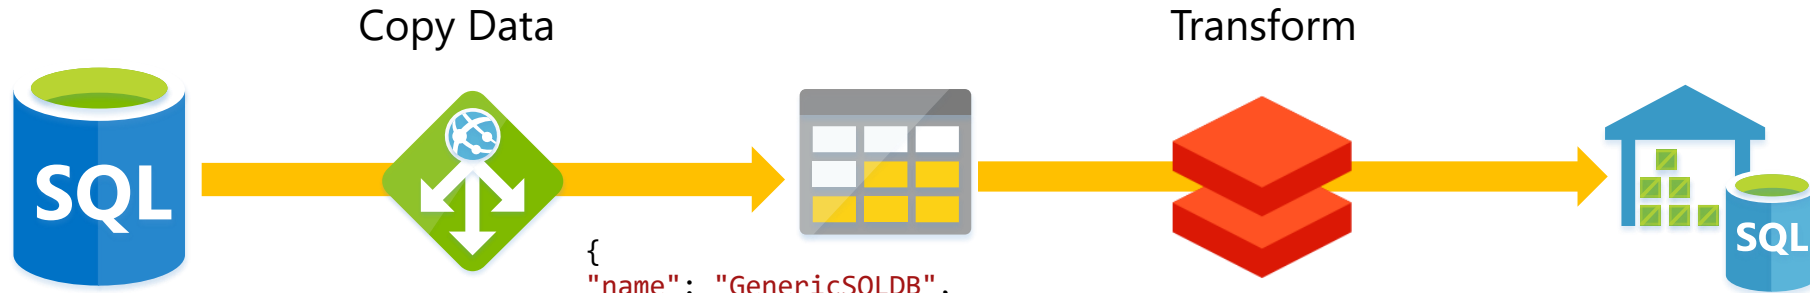 Copy Data
Transform
SQL
SQL
{
"name": "GenericSQLDB",